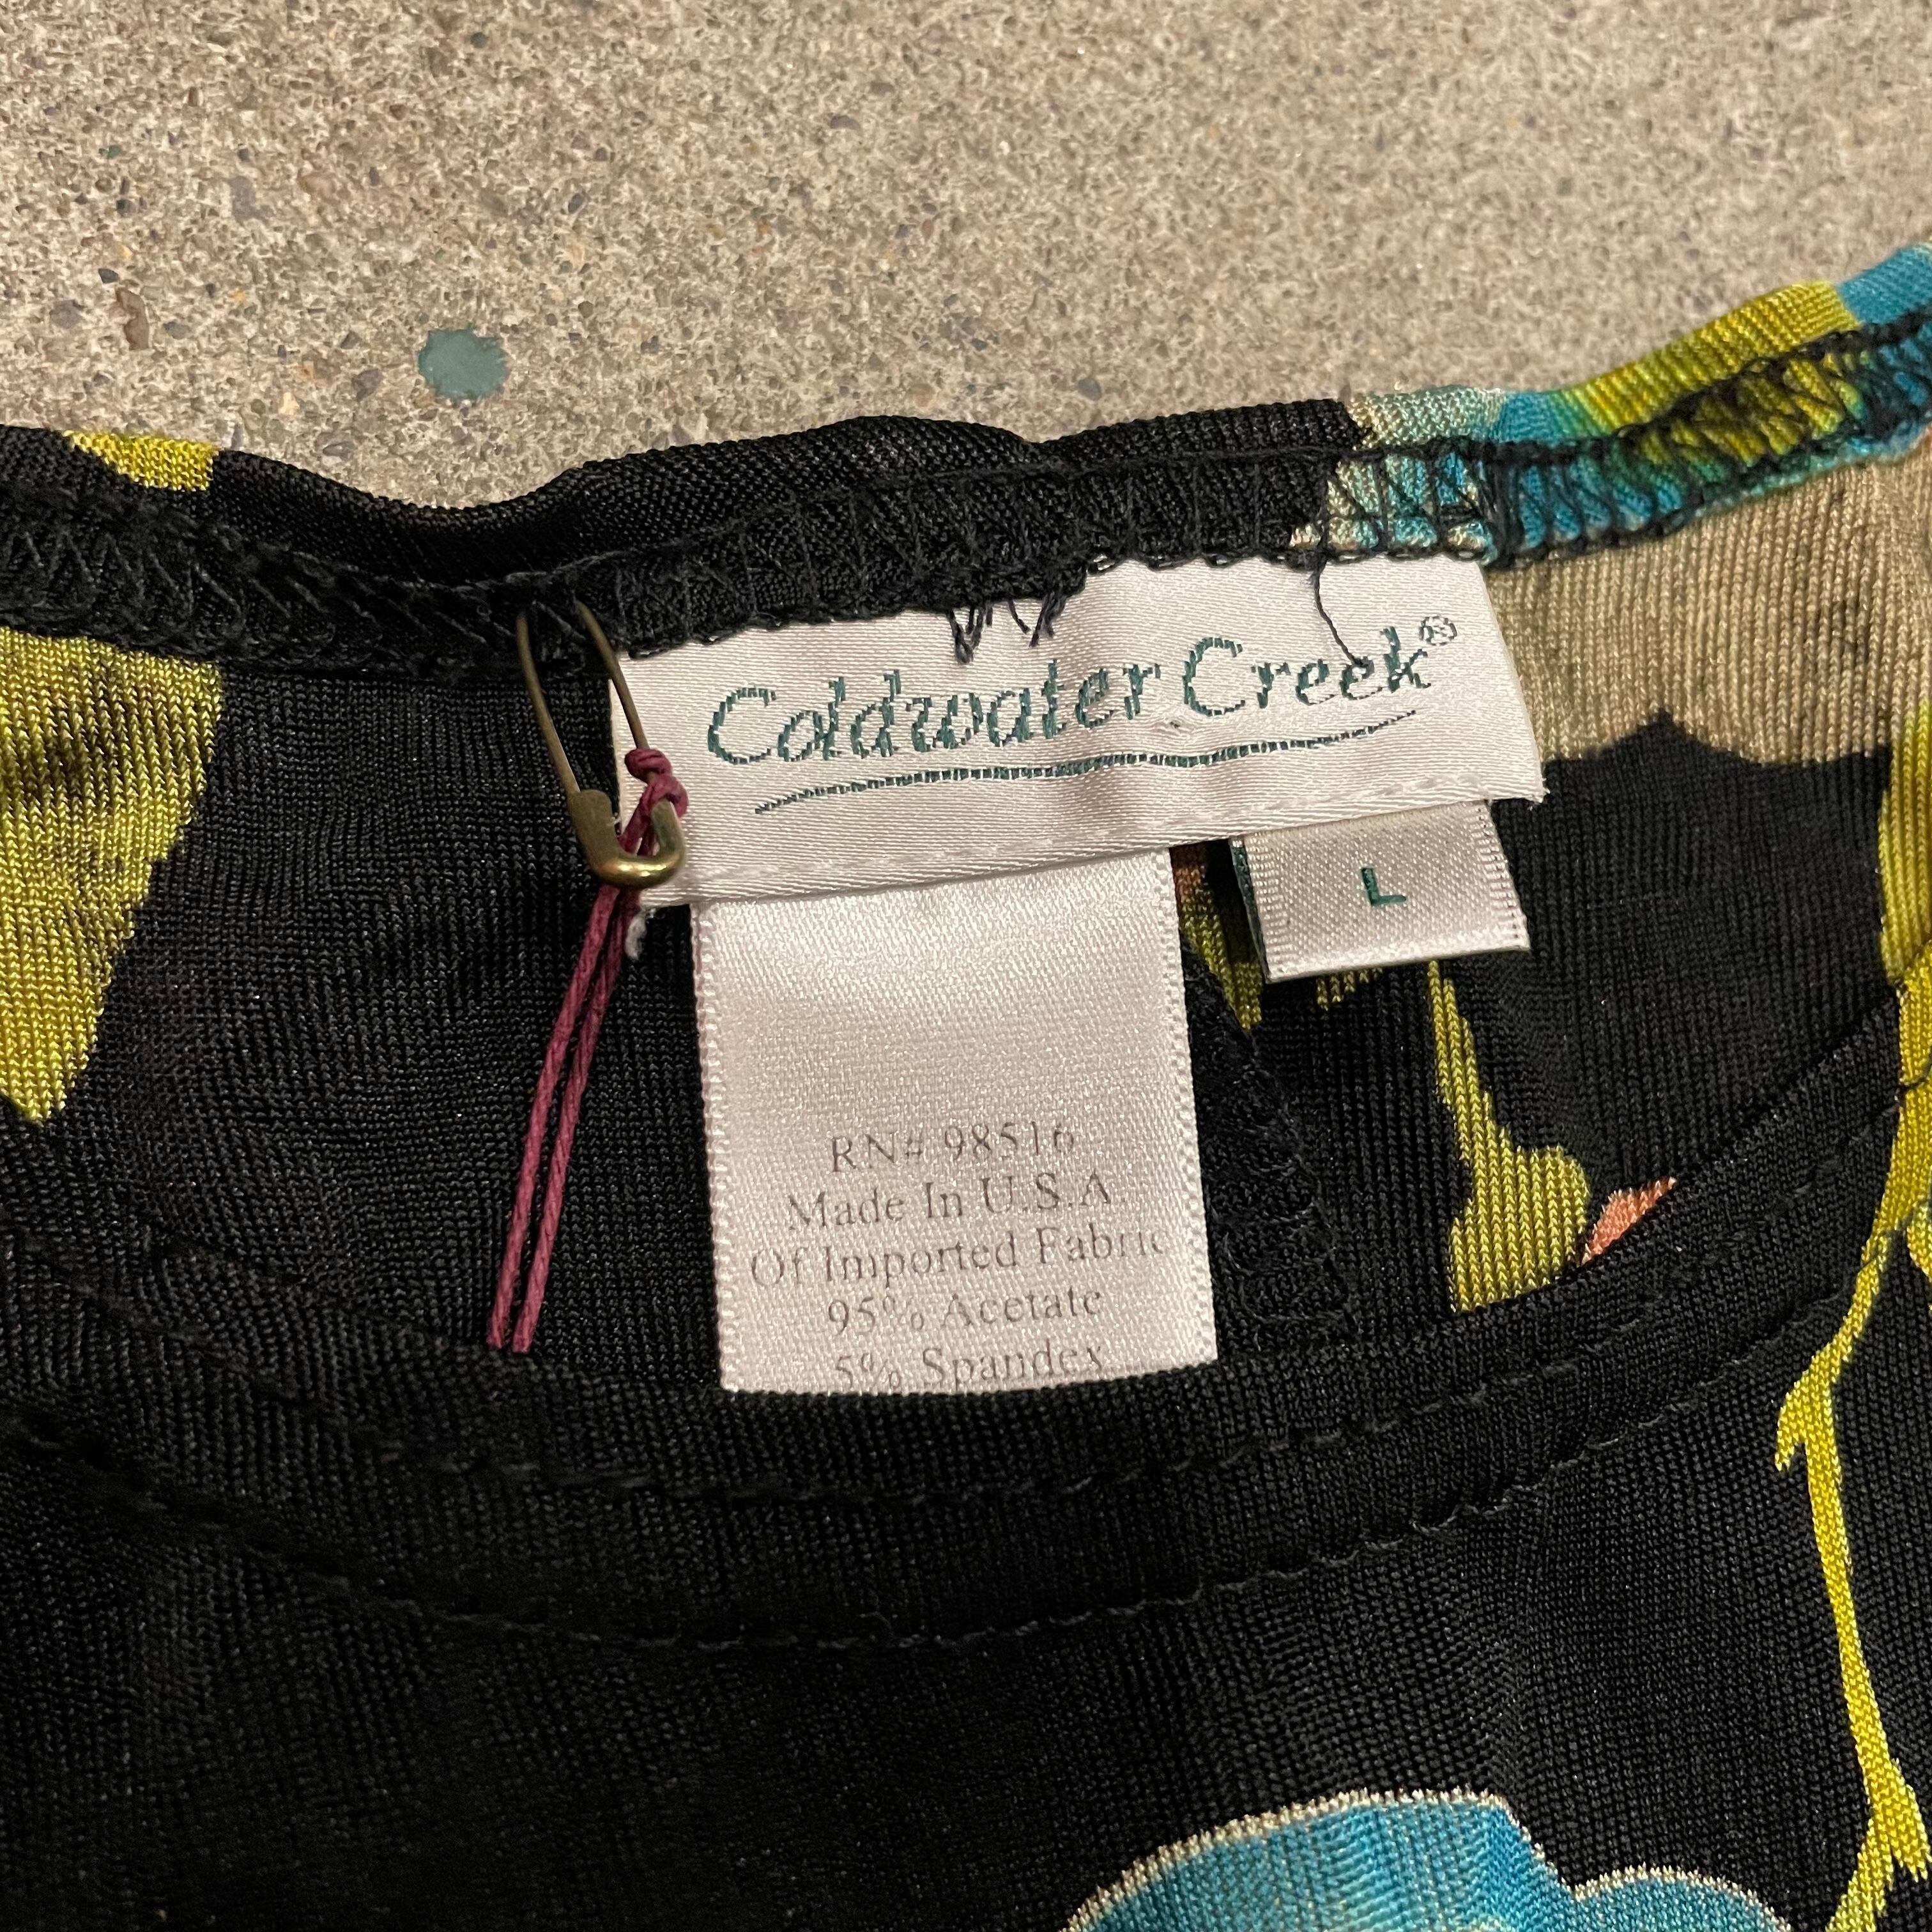 Coldwater Creek®
L
RN# 98516
Made In U.S.A.
Of Imported Fabric
95% Acetate
5% Spandex